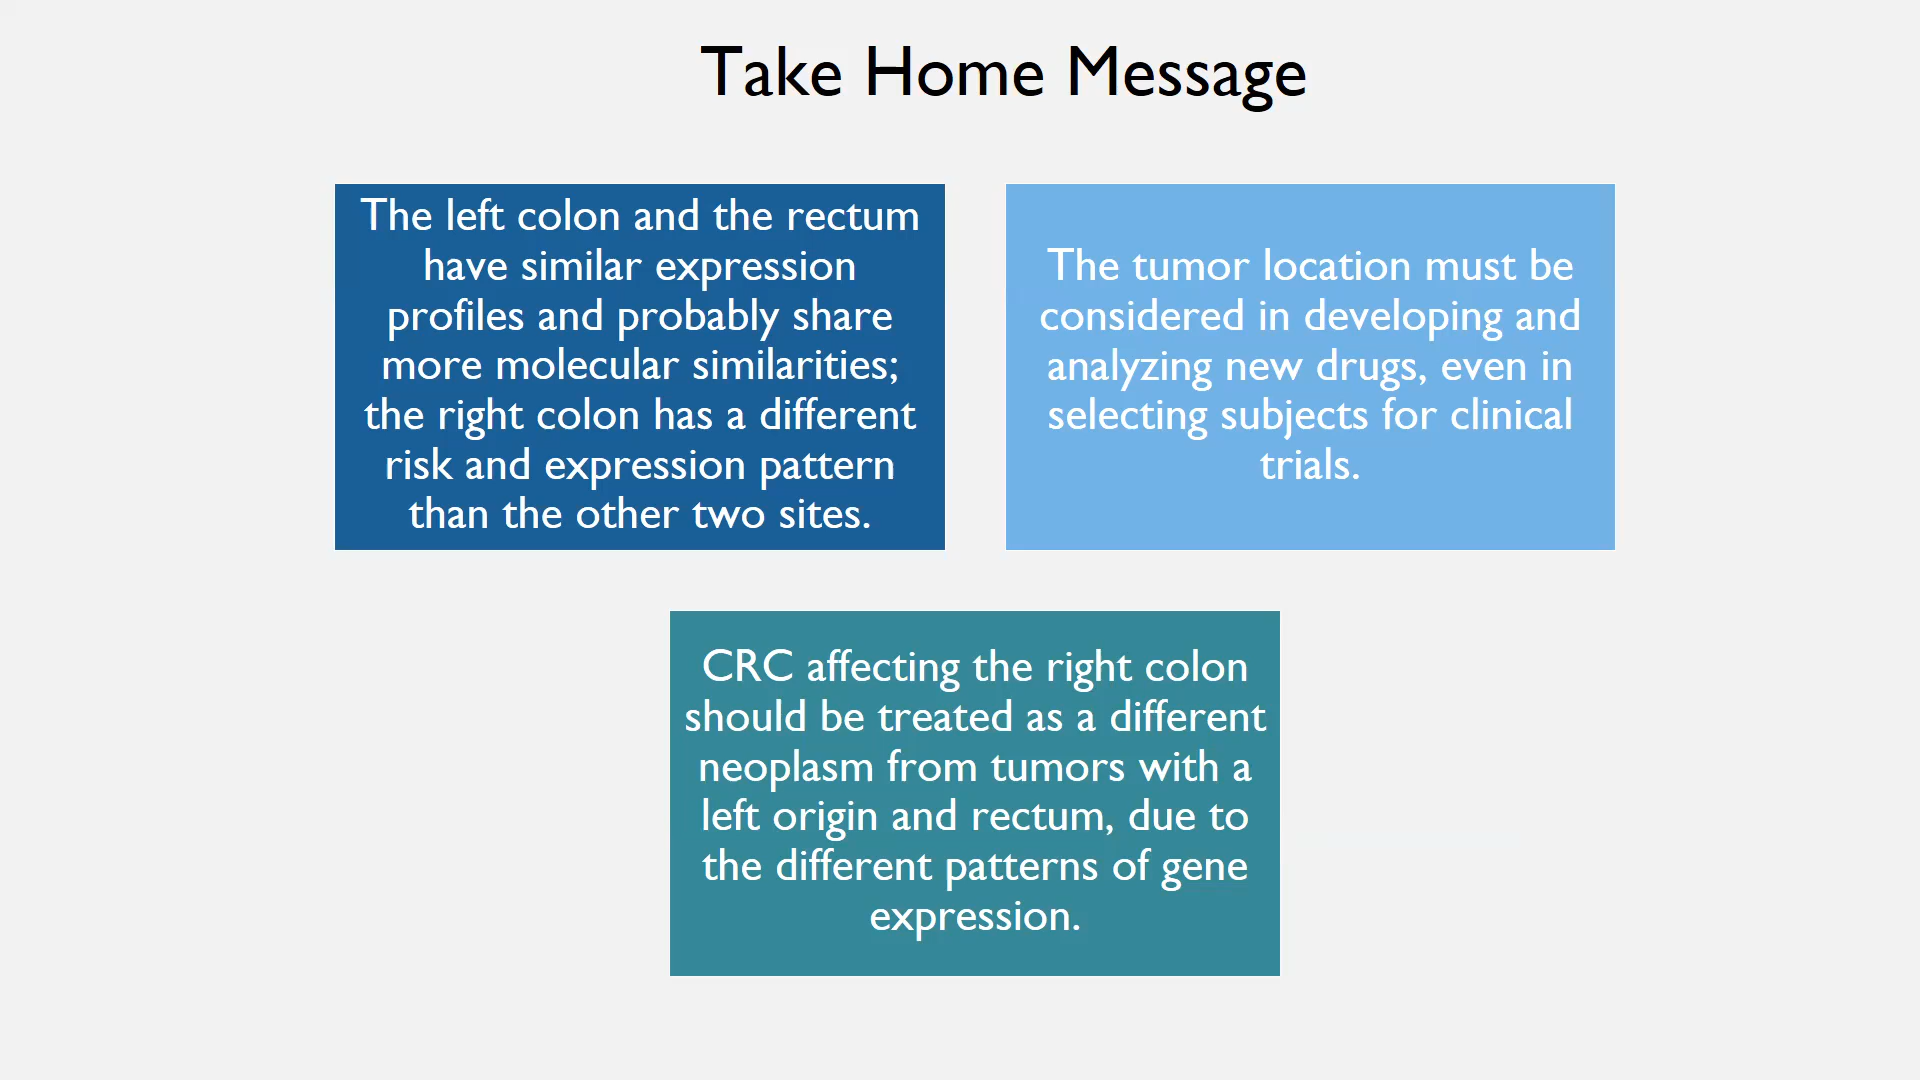 Take Home Message
The left colon and the rectum
have similar expression
profiles and probably share
more molecular similarities;
the right colon has a different
risk and expression pattern
than the other two sites.
The tumor location must be
considered in developing and
analyzing new drugs, even in
selecting subjects for clinical
trials.
CRC affecting the right colon
should be treated as a different
neoplasm from tumors with a
left origin and rectum, due to
the different patterns of gene
expression.